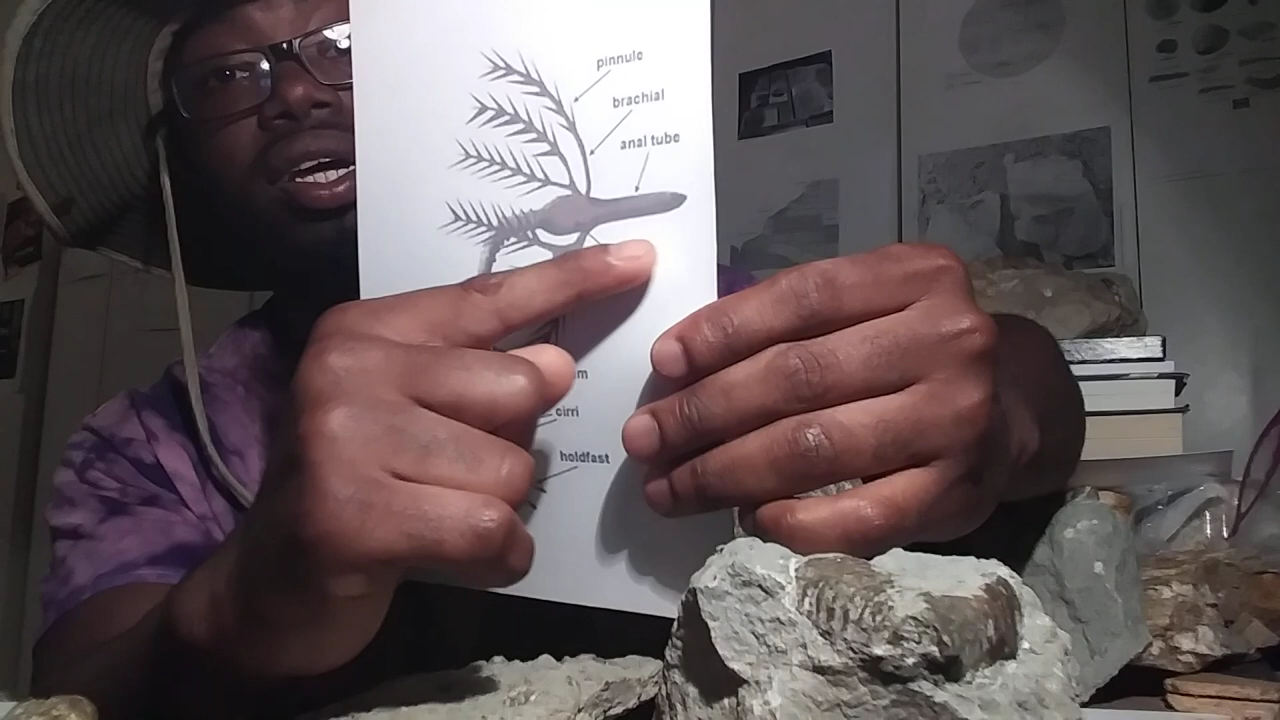 pinnule
brachial
anal tube
m
cirri
holdfast